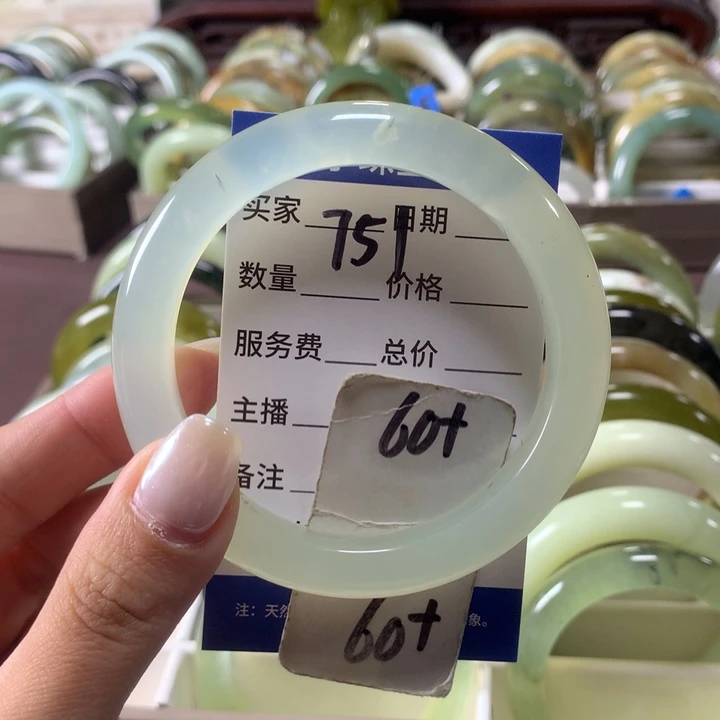 买家 751 日期
数量 价格
服务费 总价
主播
60+
备注
60+
注：天然 象。